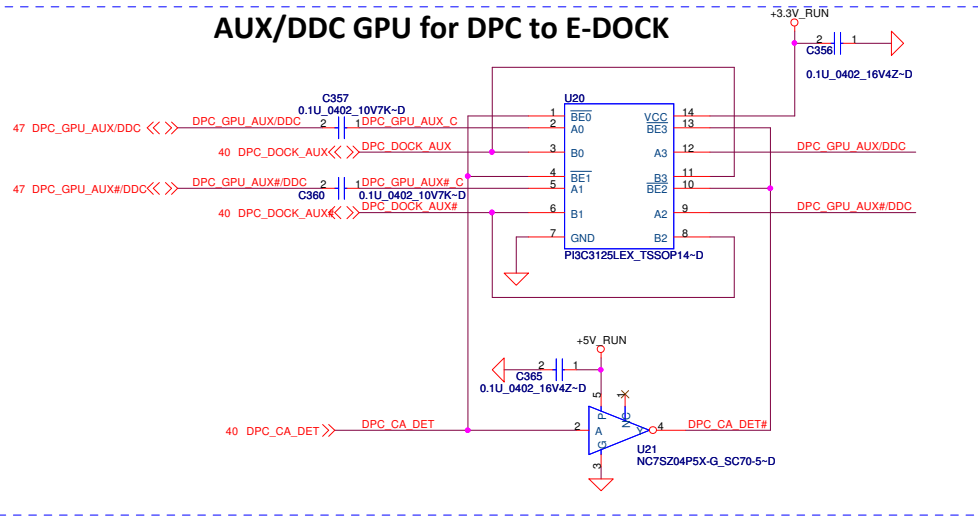 AUX/DDC GPU for DPC to E-DOCK
+3.3V_RUN
2 1
C356
0.1U_0402_16V4Z~D
C357
0.1U_0402_10V7K~D
47 DPC_GPU_AUX/DDC DPC_GPU_AUX/DDC 2 1 DPC_GPU_AUX_C
40 DPC_DOCK_AUX DPC_DOCK_AUX
47 DPC_GPU_AUX#/DDC DPC_GPU_AUX#/DDC 2 1 DPC_GPU_AUX#_C
C360 0.1U_0402_10V7K~D
40 DPC_DOCK_AUX# DPC_DOCK_AUX#
U20
1 BE0 VCC 14
2 A0 BE3 13
3 B0 A3 12 DPC_GPU_AUX/DDC
4 BE1 B3 11
5 A1 BE2 10
6 B1 A2 9 DPC_GPU_AUX#/DDC
7 GND B2 8
PI3C3125LEX_TSSOP14~D
+5V_RUN
2 1
C365
0.1U_0402_16V4Z~D
5 1
P NC
40 DPC_CA_DET DPC_CA_DET 2 A Y 4 DPC_CA_DET#
G
3
U21
NC7SZ04P5X-G_SC70-5~D